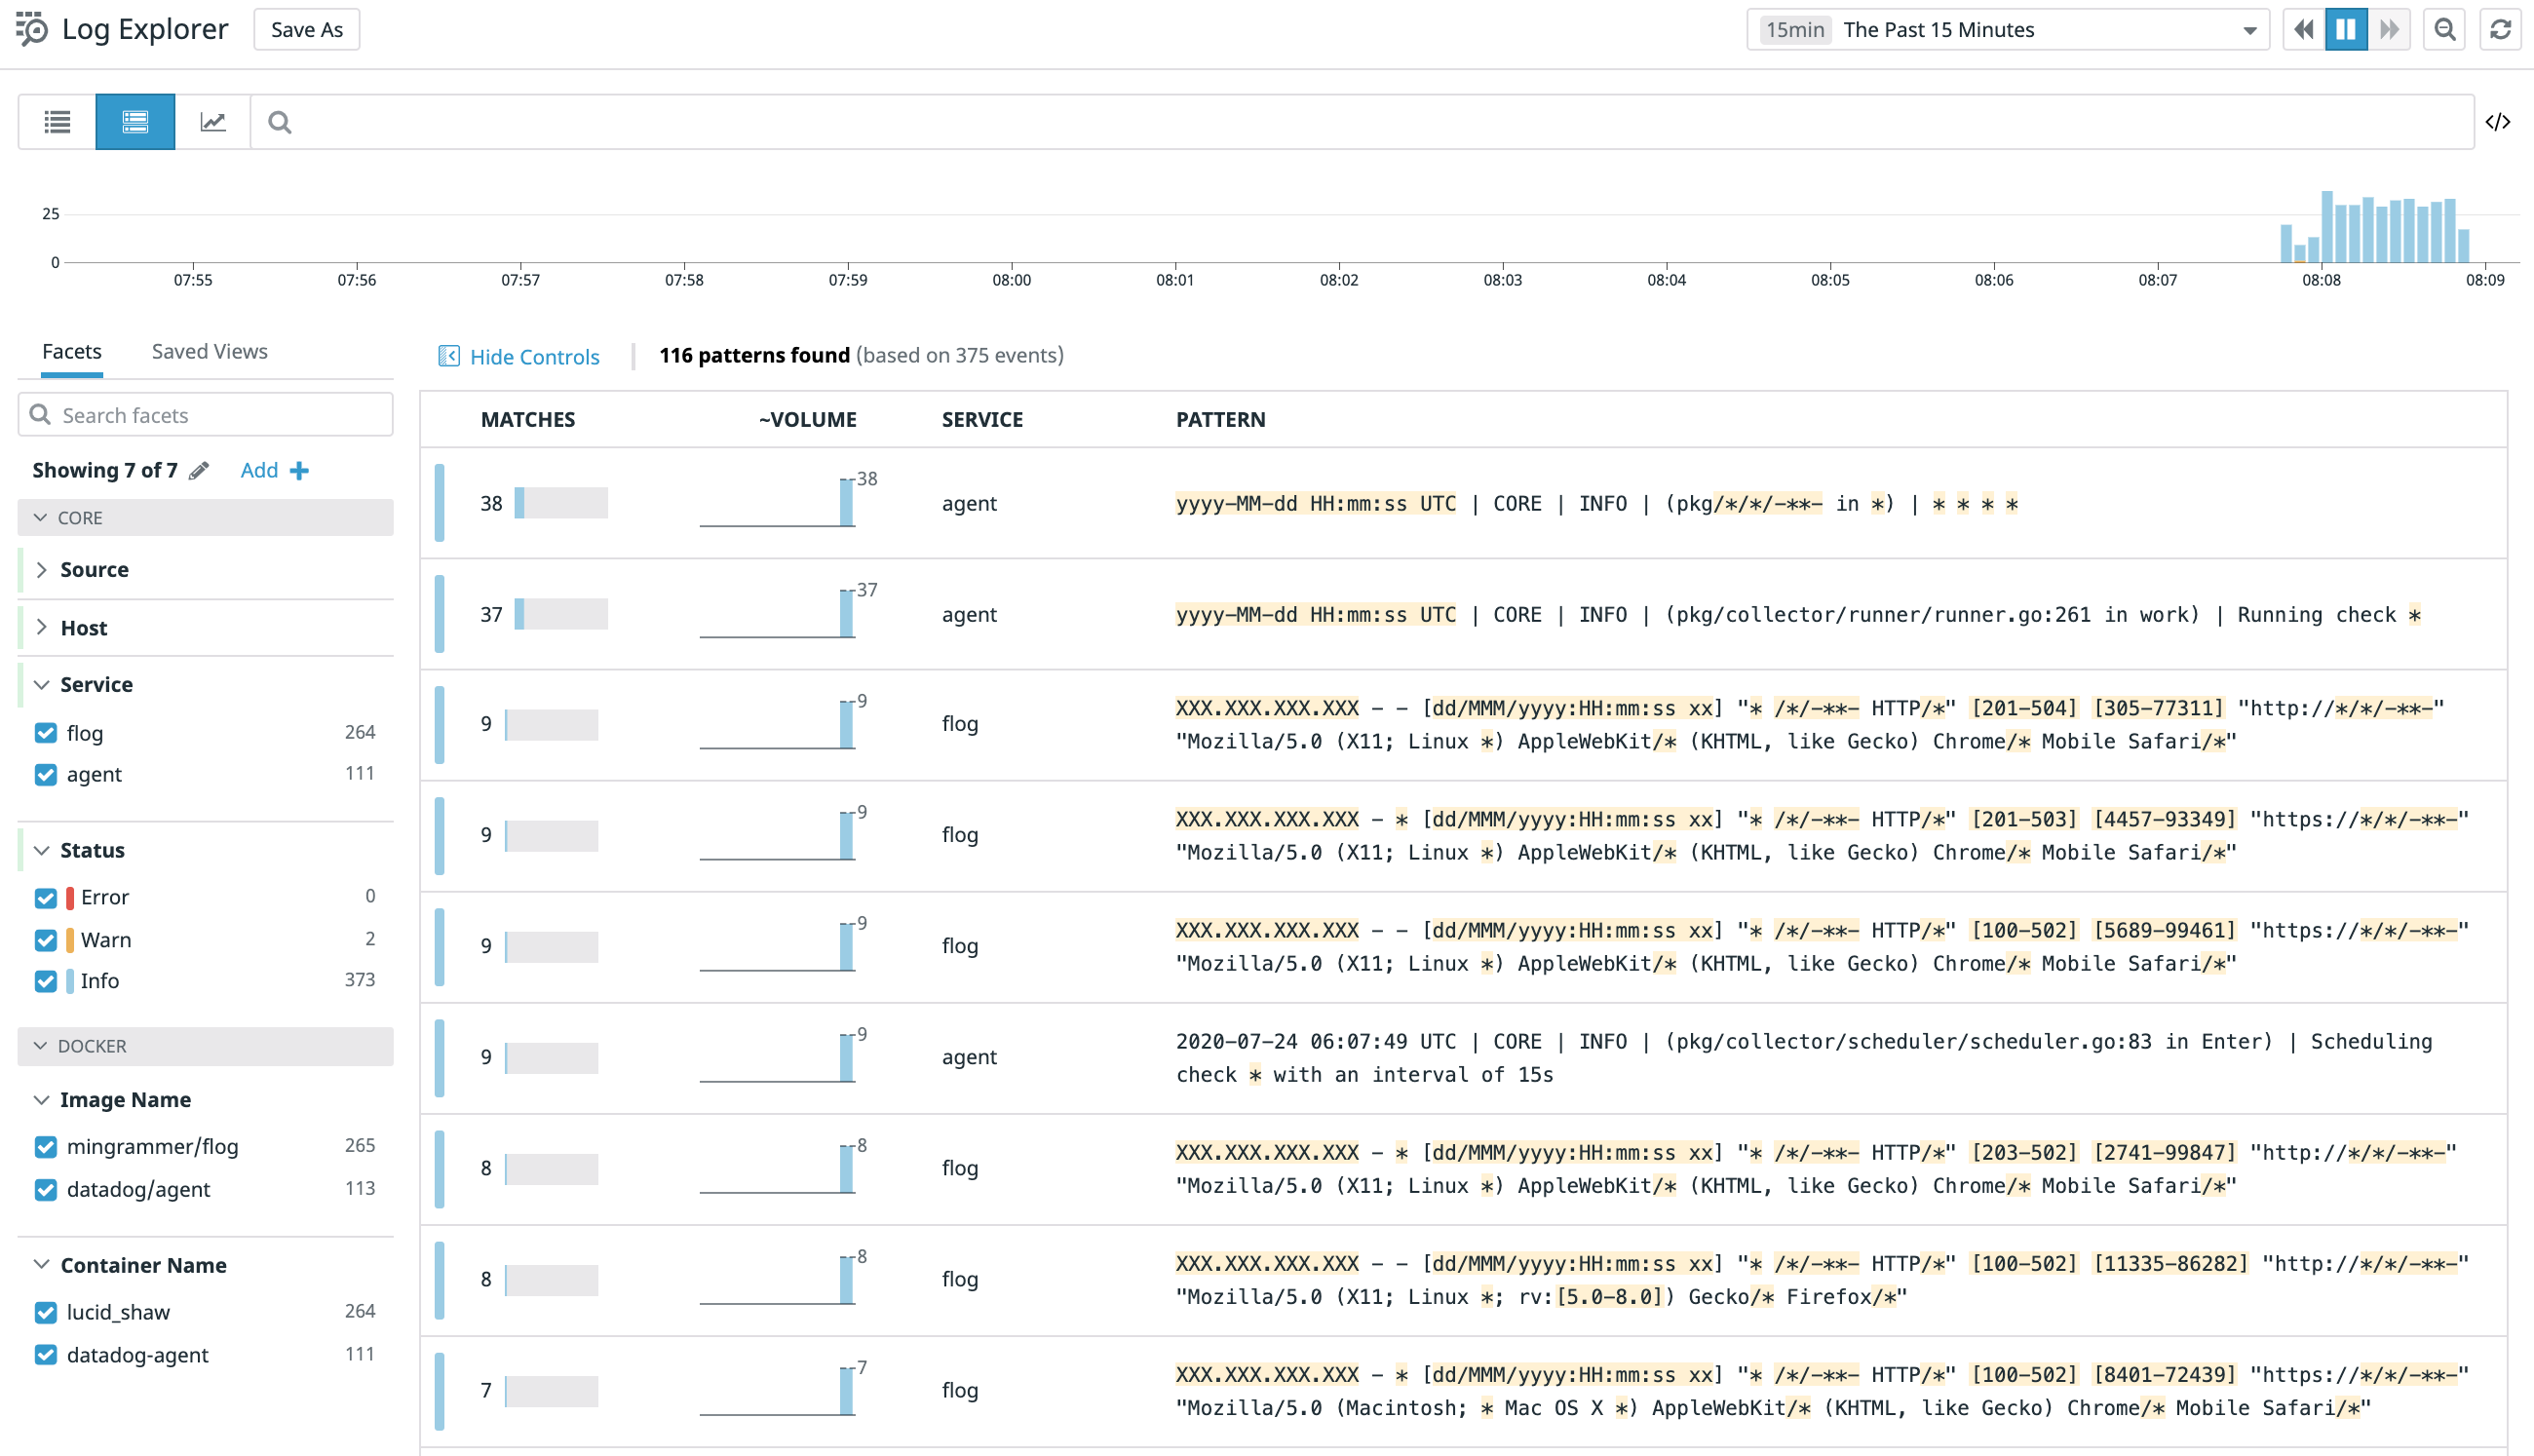 Log Explorer
Save As
15min The Past 15 Minutes
</>
25
0
07:55 07:56 07:57 07:58 07:59 08:00 08:01 08:02 08:03 08:04 08:05 08:06 08:07 08:08 08:09
Facets Saved Views
Search facets
Showing 7 of 7 Add
CORE
Source
Host
Service
flog 264
agent 111
Status
Error 0
Warn 2
Info 373
DOCKER
Image Name
mingrammer/flog 265
datadog/agent 113
Container Name
lucid_shaw 264
datadog-agent 111
Hide Controls
116 patterns found (based on 375 events)
MATCHES ~VOLUME SERVICE PATTERN
38 38 agent yyyy-MM-dd HH:mm:ss UTC | CORE | INFO | (pkg/*/*/-**- in *) | * * * *
37 37 agent yyyy-MM-dd HH:mm:ss UTC | CORE | INFO | (pkg/collector/runner/runner.go:261 in work) | Running check *
9 9 flog XXX.XXX.XXX.XXX - - [dd/MMM/yyyy:HH:mm:ss xx] "* /*/-**- HTTP/*" [201-504] [305-77311] "http://*/*/-**-"
"Mozilla/5.0 (X11; Linux *) AppleWebKit/* (KHTML, like Gecko) Chrome/* Mobile Safari/*"
9 9 flog XXX.XXX.XXX.XXX - * [dd/MMM/yyyy:HH:mm:ss xx] "* /*/-**- HTTP/*" [201-503] [4457-93349] "https://*/*/-**-"
"Mozilla/5.0 (X11; Linux *) AppleWebKit/* (KHTML, like Gecko) Chrome/* Mobile Safari/*"
9 9 flog XXX.XXX.XXX.XXX - - [dd/MMM/yyyy:HH:mm:ss xx] "* /*/-**- HTTP/*" [100-502] [5689-99461] "https://*/*/-**-"
"Mozilla/5.0 (X11; Linux *) AppleWebKit/* (KHTML, like Gecko) Chrome/* Mobile Safari/*"
9 9 agent 2020-07-24 06:07:49 UTC | CORE | INFO | (pkg/collector/scheduler/scheduler.go:83 in Enter) | Scheduling
check * with an interval of 15s
8 8 flog XXX.XXX.XXX.XXX - * [dd/MMM/yyyy:HH:mm:ss xx] "* /*/-**- HTTP/*" [203-502] [2741-99847] "http://*/*/-**-"
"Mozilla/5.0 (X11; Linux *) AppleWebKit/* (KHTML, like Gecko) Chrome/* Mobile Safari/*"
8 8 flog XXX.XXX.XXX.XXX - - [dd/MMM/yyyy:HH:mm:ss xx] "* /*/-**- HTTP/*" [100-502] [11335-86282] "http://*/*/-**-"
"Mozilla/5.0 (X11; Linux *; rv:[5.0-8.0]) Gecko/* Firefox/*"
7 7 flog XXX.XXX.XXX.XXX - * [dd/MMM/yyyy:HH:mm:ss xx] "* /*/-**- HTTP/*" [100-502] [8401-72439] "https://*/*/-**-"
"Mozilla/5.0 (Macintosh; * Mac OS X *) AppleWebKit/* (KHTML, like Gecko) Chrome/* Mobile Safari/*"